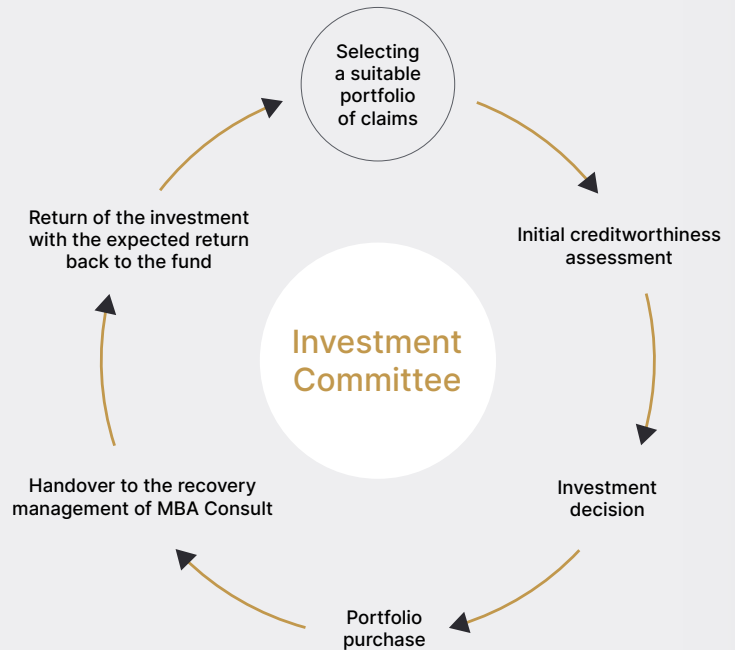 Selecting
a suitable
portfolio
of claims
Initial creditworthiness
assessment
Investment
decision
Portfolio
purchase
Handover to the recovery
management of MBA Consult
Return of the investment
with the expected return
back to the fund
Investment
Committee